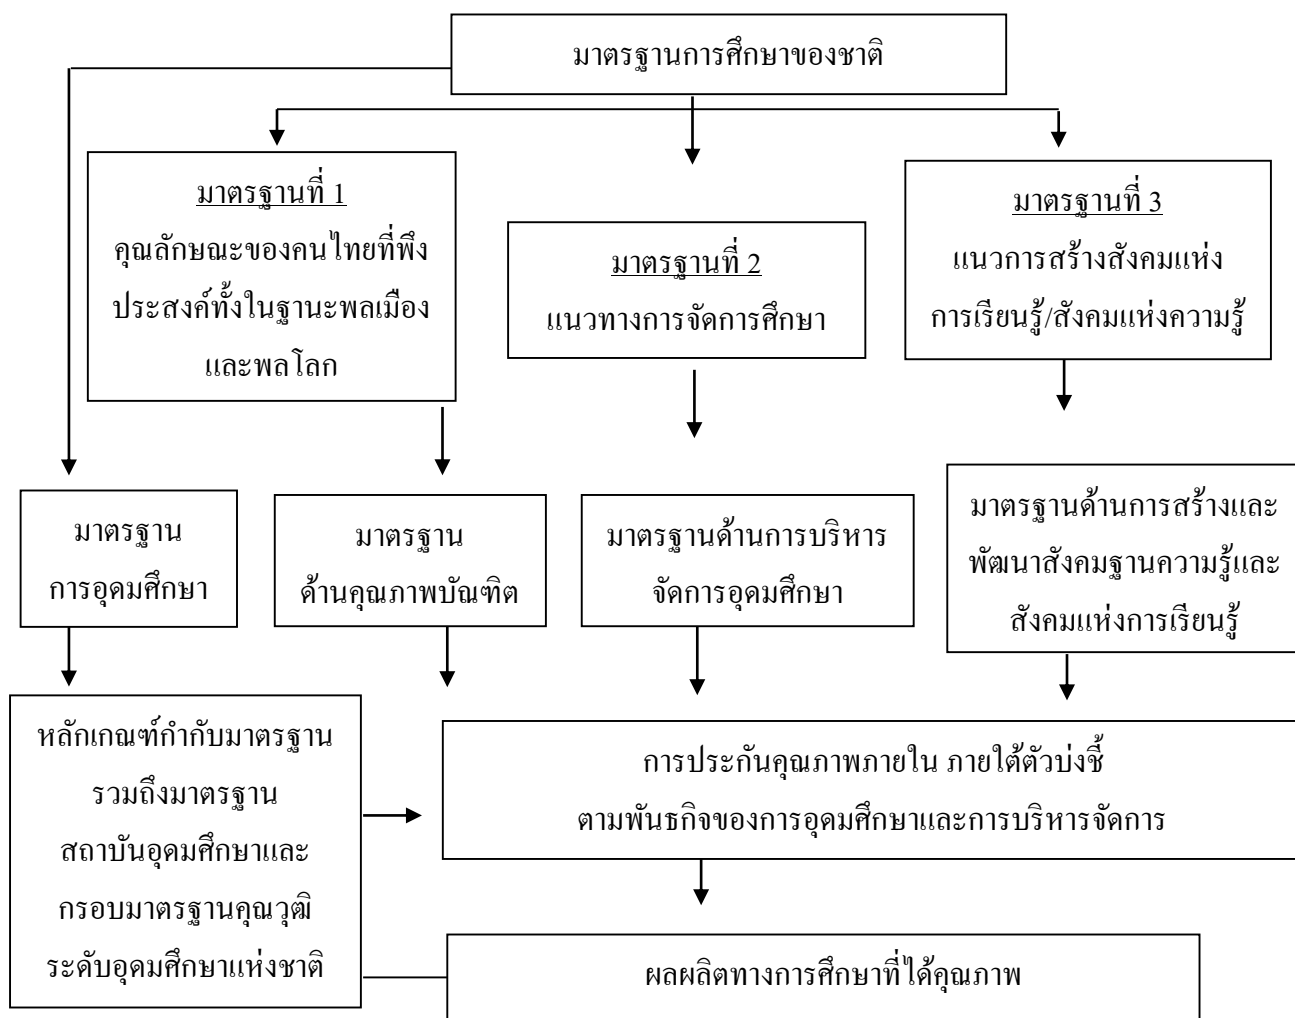 มาตรฐานการศึกษาของชาติ
มาตรฐานที่ 1
คุณลักษณะของคนไทยที่พึง
ประสงค์ทั้งในฐานะพลเมือง
และพลโลก
มาตรฐานที่ 2
แนวทางการจัดการศึกษา
มาตรฐานที่ 3
แนวการสร้างสังคมแห่ง
การเรียนรู้/สังคมแห่งความรู้
มาตรฐาน
การอุดมศึกษา
มาตรฐาน
ด้านคุณภาพบัณฑิต
มาตรฐานด้านการบริหาร
จัดการอุดมศึกษา
มาตรฐานด้านการสร้างและ
พัฒนาสังคมฐานความรู้และ
สังคมแห่งการเรียนรู้
หลักเกณฑ์กำกับมาตรฐาน
รวมถึงมาตรฐาน
สถาบันอุดมศึกษาและ
กรอบมาตรฐานคุณวุฒิ
ระดับอุดมศึกษาแห่งชาติ
การประกันคุณภาพภายใน ภายใต้ตัวบ่งชี้
ตามพันธกิจของการอุดมศึกษาและการบริหารจัดการ
ผลผลิตทางการศึกษาที่ได้คุณภาพ